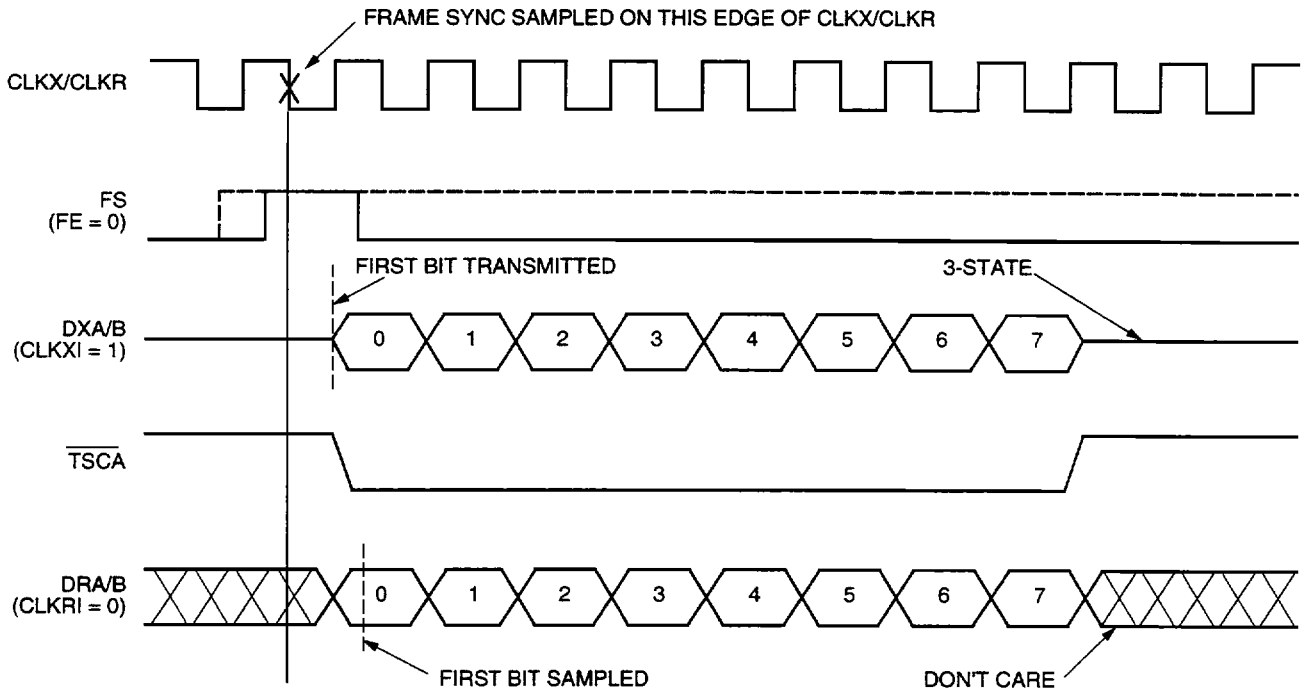 FRAME SYNC SAMPLED ON THIS EDGE OF CLKX/CLKR
CLKX/CLKR
FS
(FE = 0)
FIRST BIT TRANSMITTED
3-STATE
DXA/B
(CLKXI = 1)
0 1 2 3 4 5 6 7
TSCA
DRA/B
(CLKRI = 0)
0 1 2 3 4 5 6 7
FIRST BIT SAMPLED
DON'T CARE